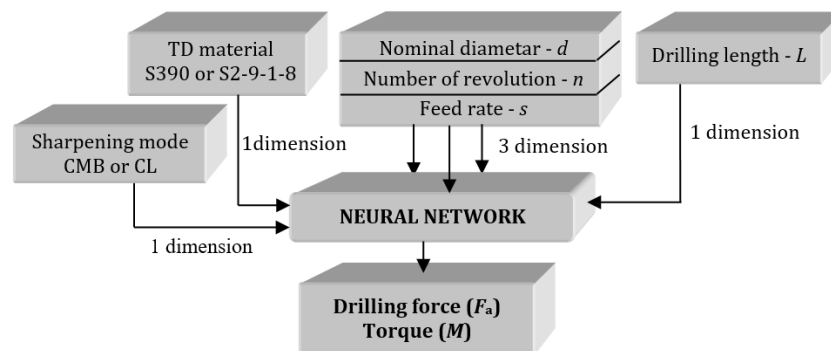 TD material
S390 or S2-9-1-8
Nominal diametar - d
Number of revolution - n
Feed rate - s
Drilling length - L
Sharpening mode
CMB or CL
1dimension
3 dimension
1 dimension
NEURAL NETWORK
1 dimension
Drilling force (Fa)
Torque (M)